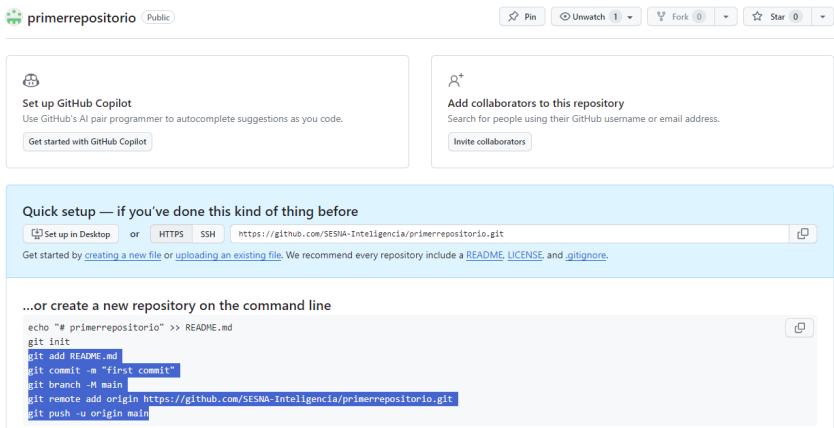 primerrepositorio Public Pin Unwatch 1 Fork 0 Star 0
Set up GitHub Copilot
Use GitHub's AI pair programmer to autocomplete suggestions as you code.
Get started with GitHub Copilot
Add collaborators to this repository
Search for people using their GitHub username or email address.
Invite collaborators
Quick setup — if you've done this kind of thing before
Set up in Desktop or HTTPS SSH https://github.com/SESNA-Inteligencia/primerrepositorio.git
Get started by creating a new file or uploading an existing file. We recommend every repository include a README, LICENSE, and .gitignore.
...or create a new repository on the command line
echo "# primerrepositorio" >> README.md
git init
git add README.md
git commit -m "first commit"
git branch -M main
git remote add origin https://github.com/SESNA-Inteligencia/primerrepositorio.git
git push -u origin main